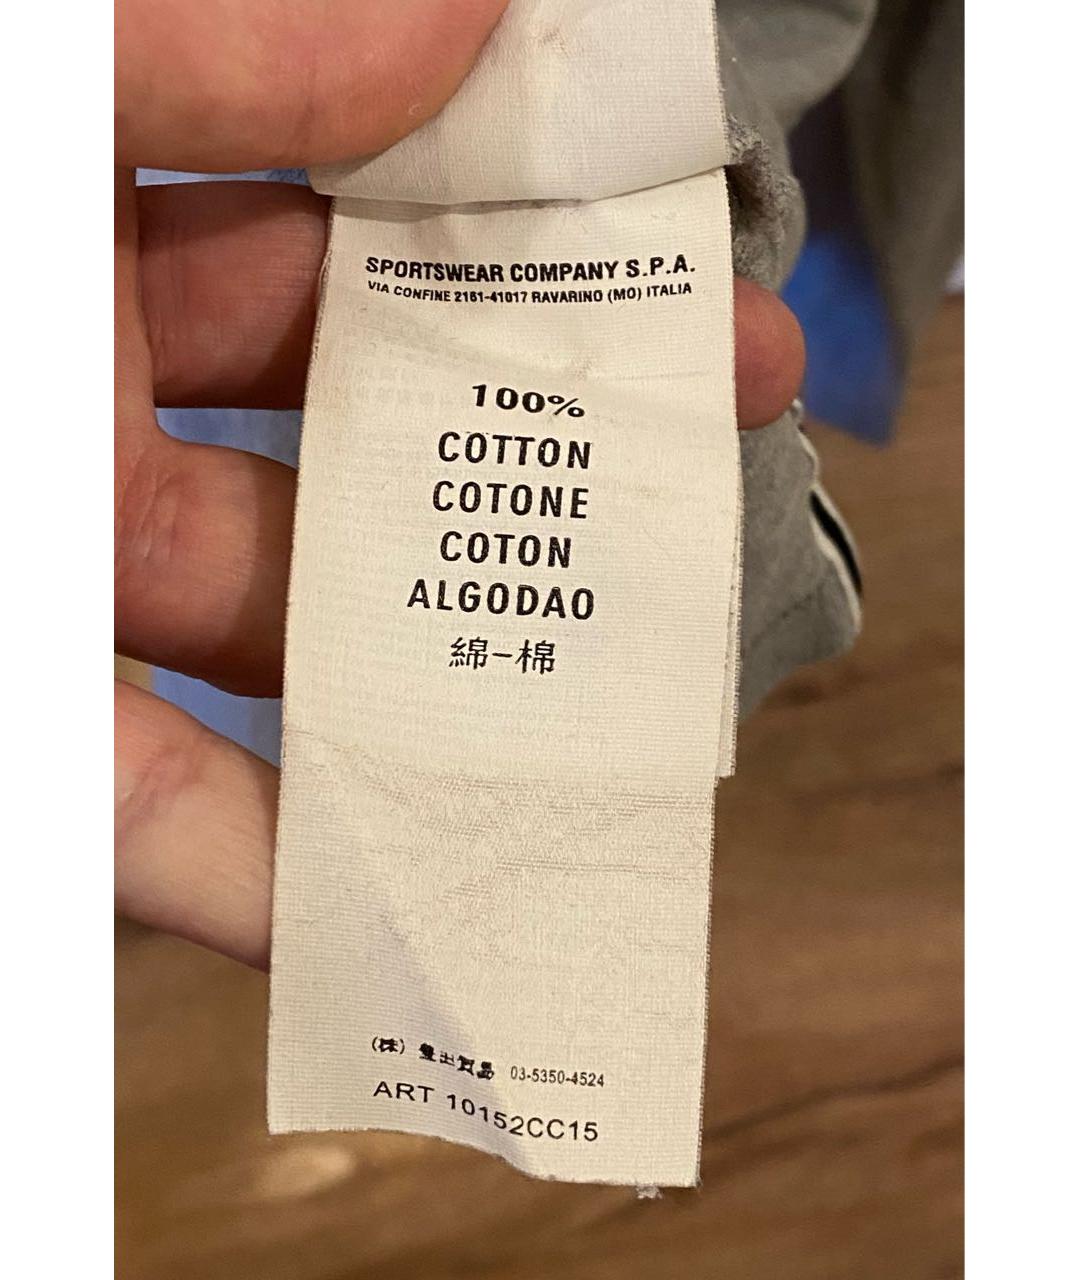 SPORTSWEAR COMPANY S.P.A.
VIA CONFINE 2161-41017 RAVARINO (MO) ITALIA
100%
COTTON
COTONE
COTON
ALGODAO
綿-棉
(株) 03-5350-4524
ART 10152CC15